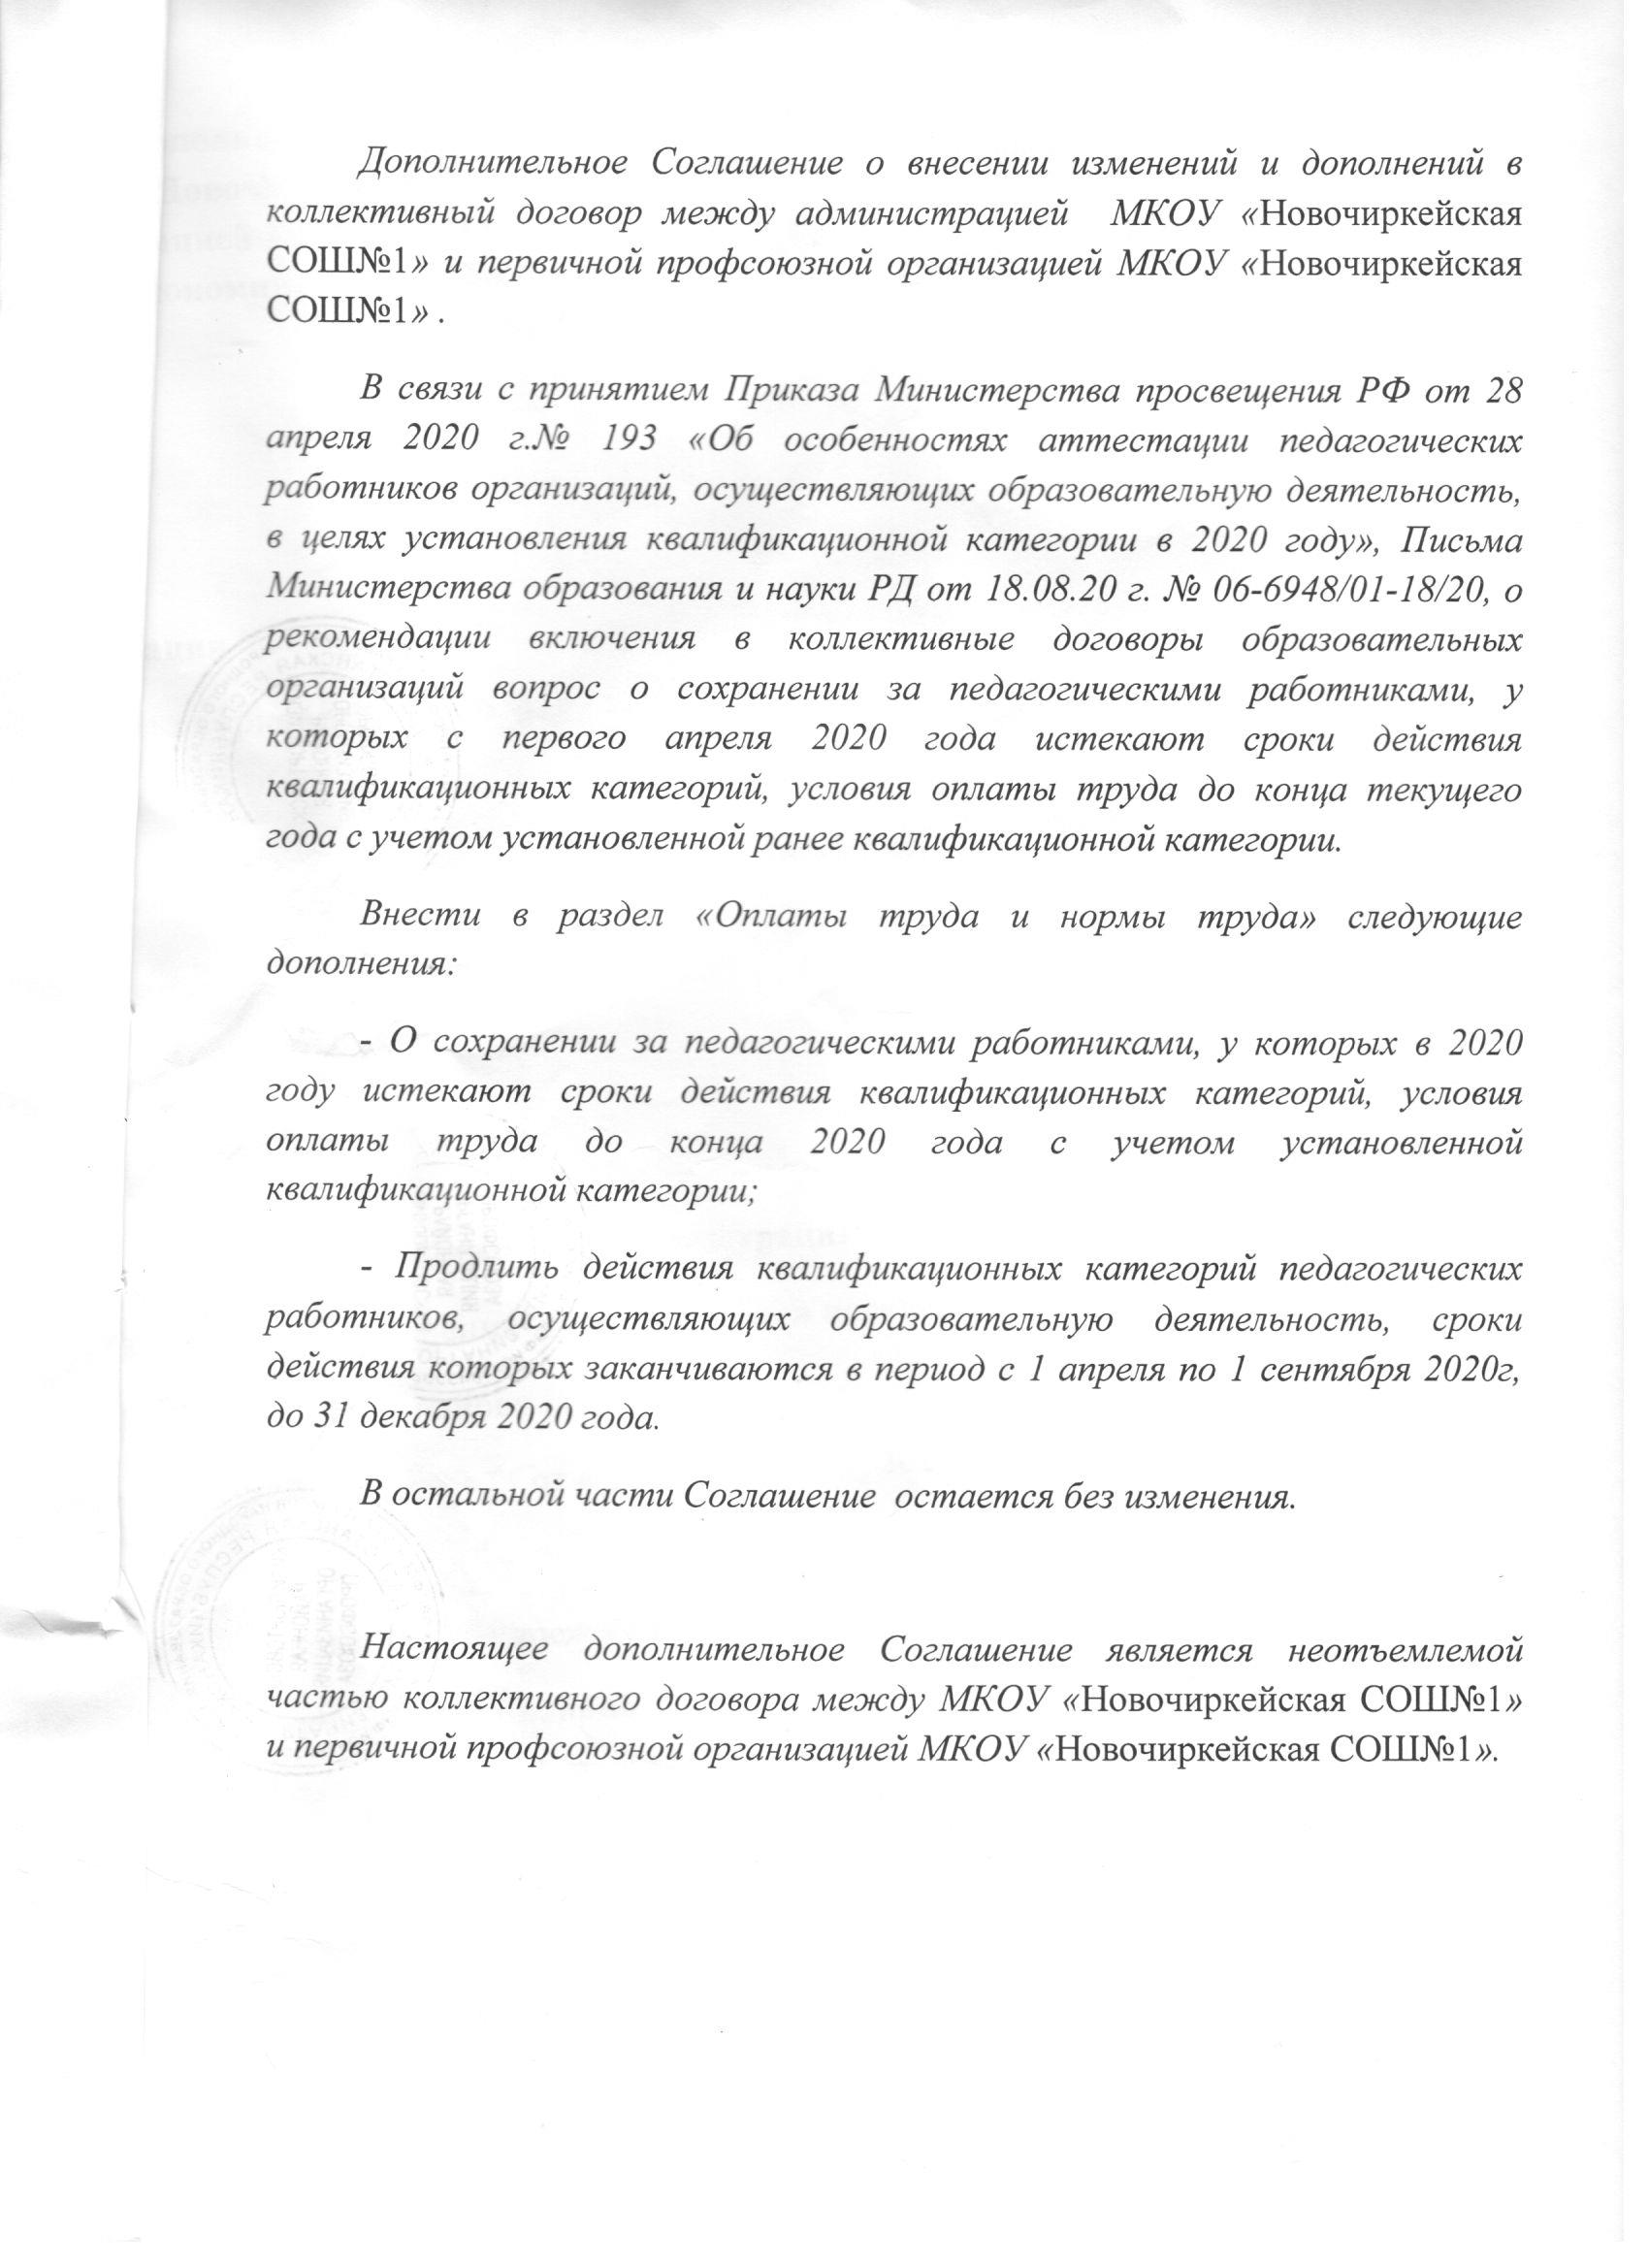 Дополнительное Соглашение о внесении изменений и дополнений в
коллективный договор между администрацией МКОУ «Новочиркейская
СОШ№1» и первичной профсоюзной организацией МКОУ «Новочиркейская
СОШ№1» .
В связи с принятием Приказа Министерства просвещения РФ от 28
апреля 2020 г.№ 193 «Об особенностях аттестации педагогических
работников организаций, осуществляющих образовательную деятельность,
в целях установления квалификационной категории в 2020 году», Письма
Министерства образования и науки РД от 18.08.20 г. № 06-6948/01-18/20, о
рекомендации включения в коллективные договоры образовательных
организаций вопрос о сохранении за педагогическими работниками, у
которых с первого апреля 2020 года истекают сроки действия
квалификационных категорий, условия оплаты труда до конца текущего
года с учетом установленной ранее квалификационной категории.
Внести в раздел «Оплаты труда и нормы труда» следующие
дополнения:
- О сохранении за педагогическими работниками, у которых в 2020
году истекают сроки действия квалификационных категорий, условия
оплаты труда до конца 2020 года с учетом установленной
квалификационной категории;
- Продлить действия квалификационных категорий педагогических
работников, осуществляющих образовательную деятельность, сроки
действия которых заканчиваются в период с 1 апреля по 1 сентября 2020г,
до 31 декабря 2020 года.
В остальной части Соглашение остается без изменения.
Настоящее дополнительное Соглашение является неотъемлемой
частью коллективного договора между МКОУ «Новочиркейская СОШ№1»
и первичной профсоюзной организацией МКОУ «Новочиркейская СОШ№1».